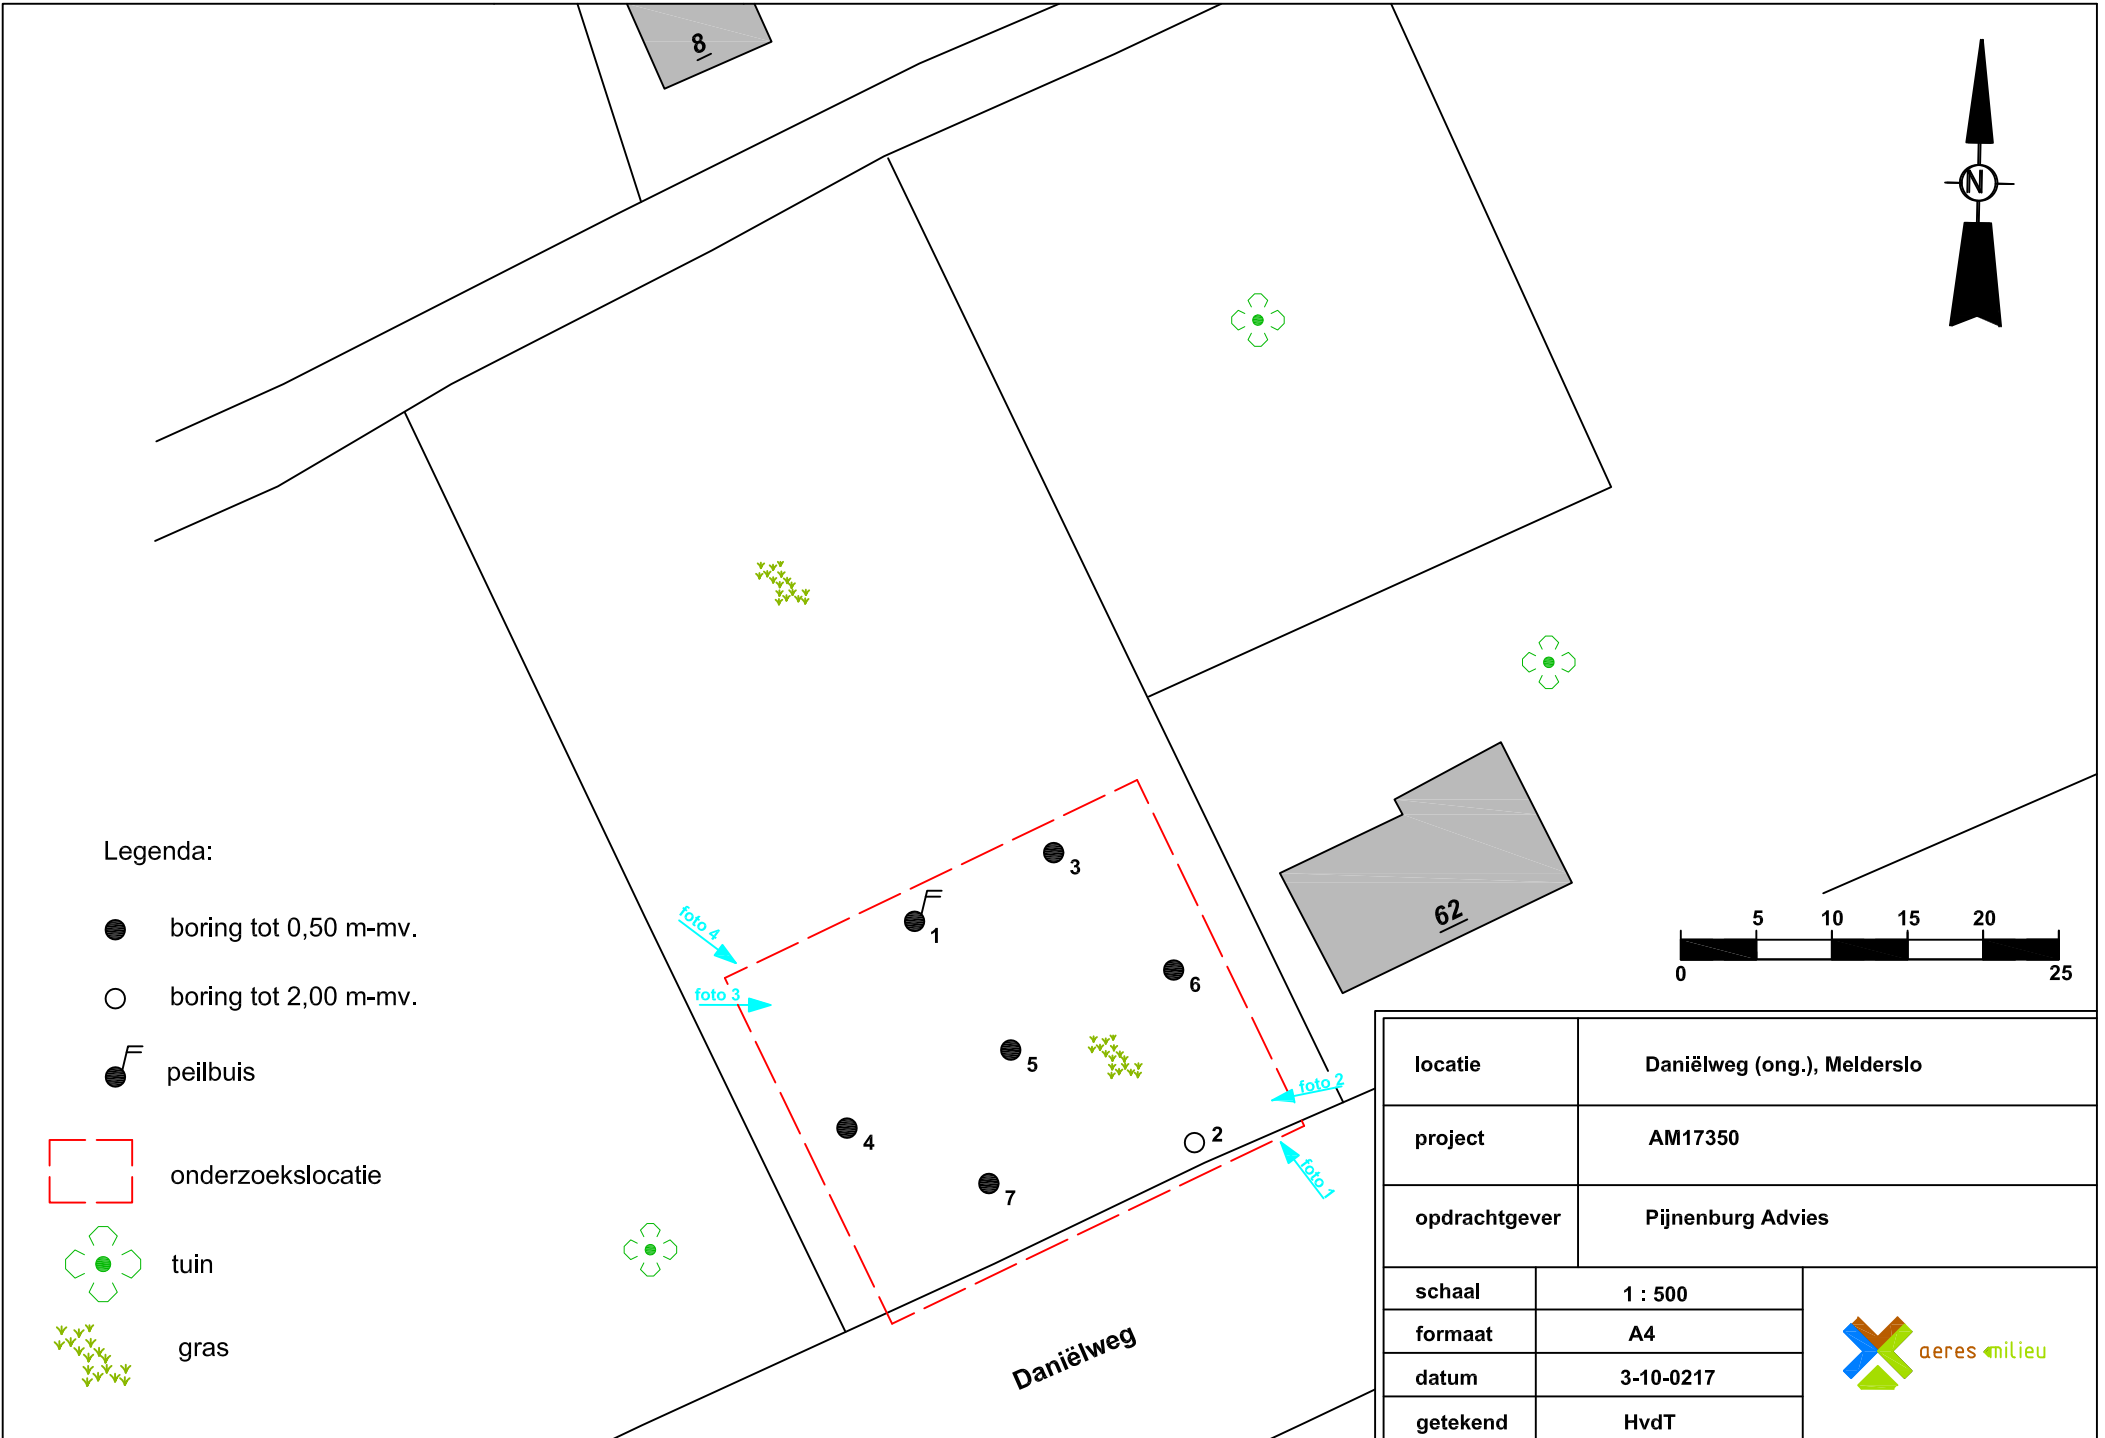 8
N
foto 4
foto 3
foto 2
foto 1
3
1
6
5
4
2
7
62
Daniëlweg
Legenda:
boring tot 0,50 m-mv.
boring tot 2,00 m-mv.
peilbuis
onderzoekslocatie
tuin
gras
5 10 15 20
0 25
locatie Daniëlweg (ong.), Melderslo
project AM17350
opdrachtgever Pijnenburg Advies
schaal 1 : 500
formaat A4
datum 3-10-0217
getekend HvdT
aeres milieu